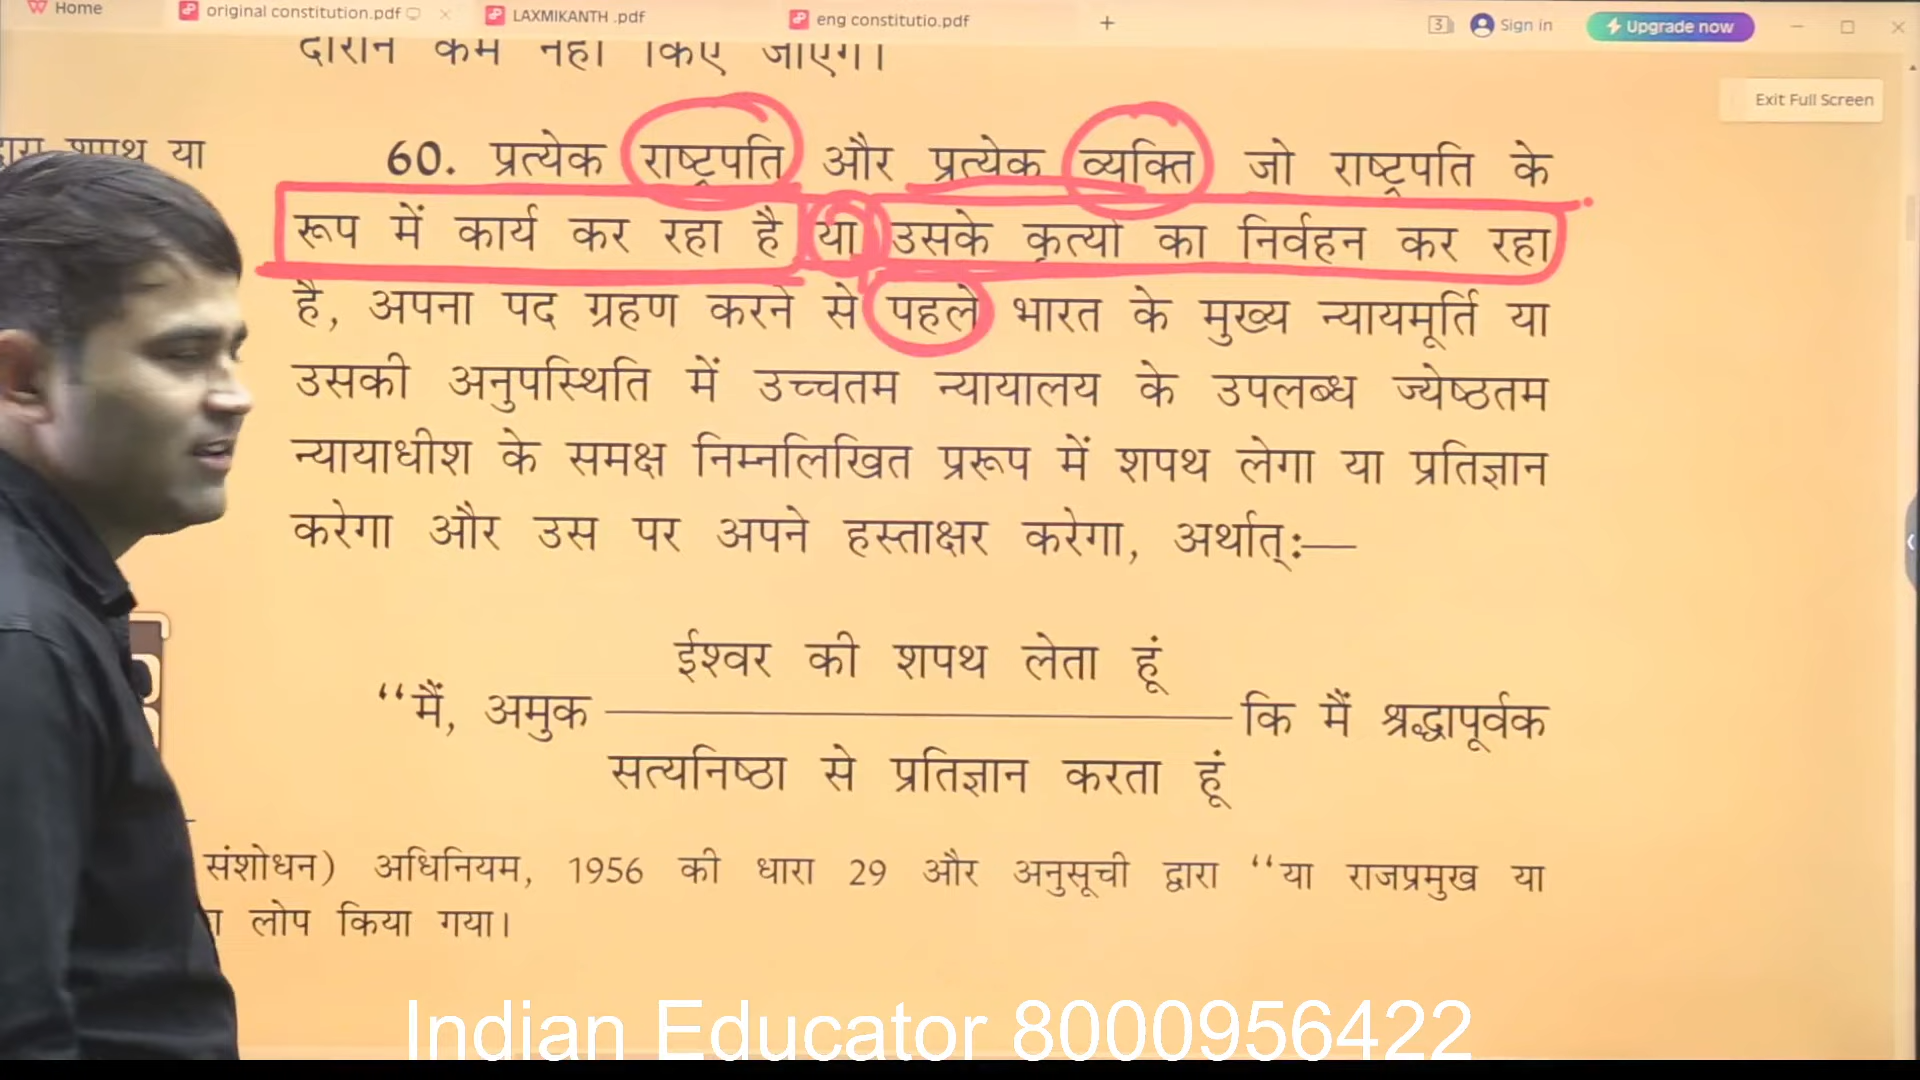 Home
original constitution.pdf
LAXMIKANTH .pdf
eng constitutio.pdf
+
3
Sign in
Upgrade now
Exit Full Screen
दौरान कम नहीं किए जाएंगे।
शपथ या
60. प्रत्येक राष्ट्रपति और प्रत्येक व्यक्ति जो राष्ट्रपति के
रूप में कार्य कर रहा है या उसके कृत्यों का निर्वहन कर रहा
है, अपना पद ग्रहण करने से पहले भारत के मुख्य न्यायमूर्ति या
उसकी अनुपस्थिति में उच्चतम न्यायालय के उपलब्ध ज्येष्ठतम
न्यायाधीश के समक्ष निम्नलिखित प्ररूप में शपथ लेगा या प्रतिज्ञान
करेगा और उस पर अपने हस्ताक्षर करेगा, अर्थात्:—
ईश्वर की शपथ लेता हूं
“मैं, अमुक ——— कि मैं श्रद्धापूर्वक
सत्यनिष्ठा से प्रतिज्ञान करता हूं
संशोधन) अधिनियम, 1956 की धारा 29 और अनुसूची द्वारा “या राजप्रमुख या
लोप किया गया।
Indian Educator 8000956422